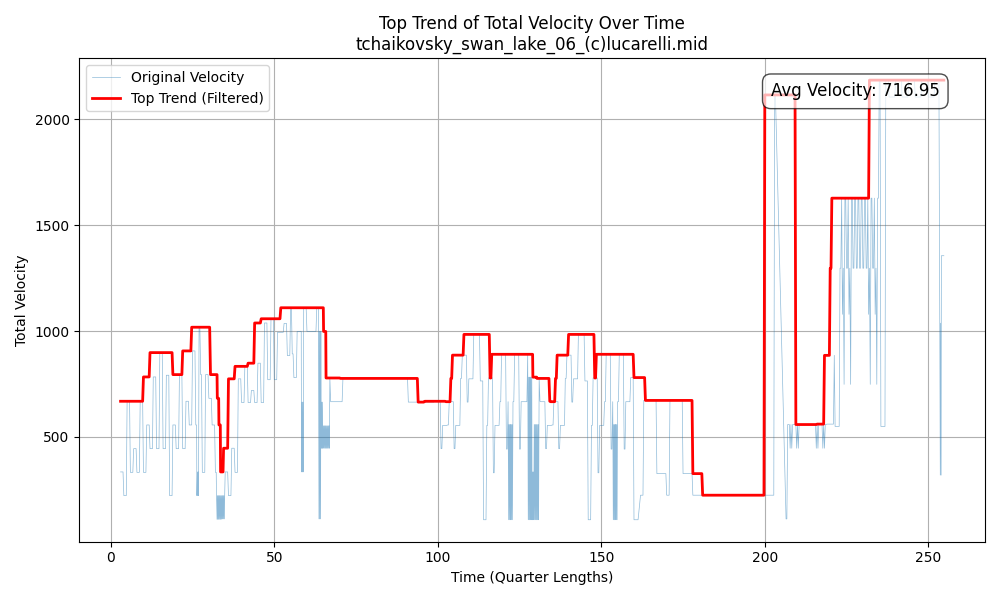 Top Trend of Total Velocity Over Time
tchaikovsky_swan_lake_06_(c)lucarelli.mid
Original Velocity
Top Trend (Filtered)
Avg Velocity: 716.95
Total Velocity
2000
1500
1000
500
0 50 100 150 200 250
Time (Quarter Lengths)